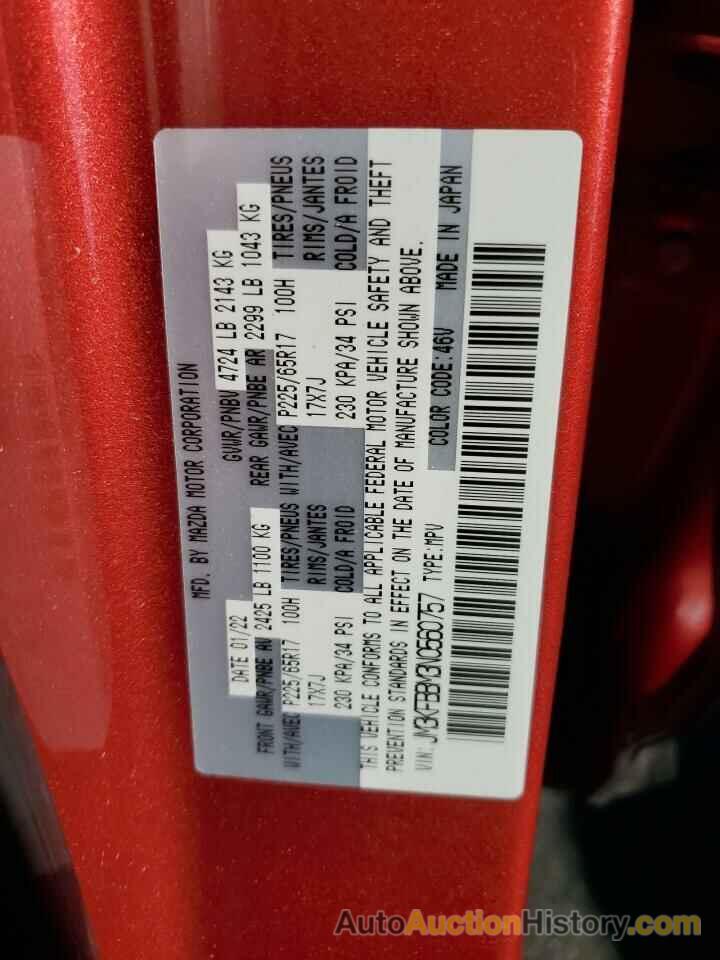 MFD. BY MAZDA MOTOR CORPORATION
DATE 01/22 GVWR/PNBV 4724 LB 2143 KG
FRONT GAWR/PNBE AV 2425 LB 1100 KG REAR GAWR/PNBE AR 2299 LB 1043 KG
WITH/AVEC P225/65R17 100H TIRES/PNEUS WITH/AVEC P225/65R17 100H TIRES/PNEUS
17X7J RIMS/JANTES 17X7J RIMS/JANTES
230 KPA/34 PSI COLD/A FROID 230 KPA/34 PSI COLD/A FROID
THIS VEHICLE CONFORMS TO ALL APPLICABLE FEDERAL MOTOR VEHICLE SAFETY AND THEFT
PREVENTION STANDARDS IN EFFECT ON THE DATE OF MANUFACTURE SHOWN ABOVE.
VIN: JM3KFBBM3N0560757 TYPE: MPV COLOR CODE: 46V MADE IN JAPAN
AutoAuctionHistory.com